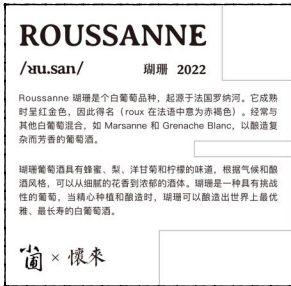 ROUSSANNE
/ʁu.san/ 瑚珊 2022
Roussanne 瑚珊是个白葡萄品种，起源于法国罗纳河。它成熟
时呈红金色，因此得名（roux 在法语中意为赤褐色）。经常与
其他白葡萄混合，如 Marsanne 和 Grenache Blanc，以酿造复
杂而芳香的葡萄酒。
瑚珊葡萄酒具有蜂蜜、梨、洋甘菊和柠檬的味道，根据气候和酿
酒风格，可以从细腻的花香到浓郁的酒体。瑚珊是一种具有挑战
性的葡萄，当精心种植和酿造时，瑚珊可以酿造出世界上最优
雅、最长寿的白葡萄酒。
小圃 × 懷來